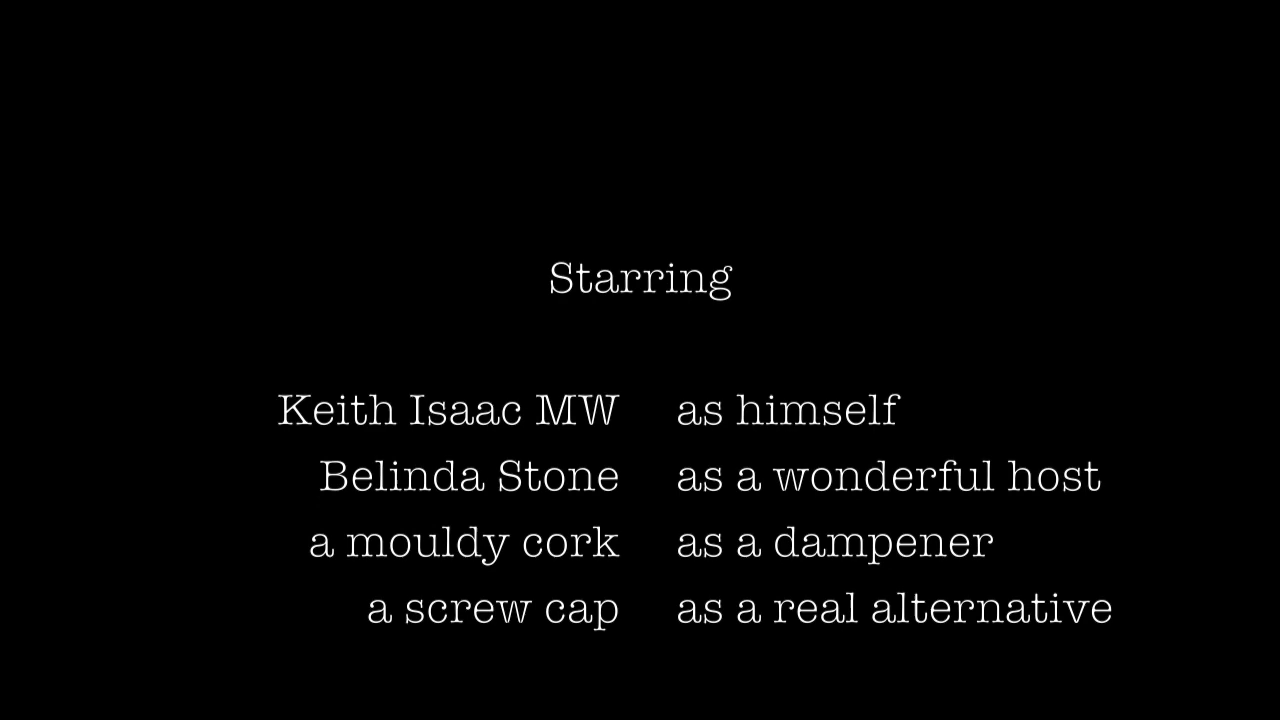 Starring
Keith Isaac MW as himself
Belinda Stone as a wonderful host
a mouldy cork as a dampener
a screw cap as a real alternative